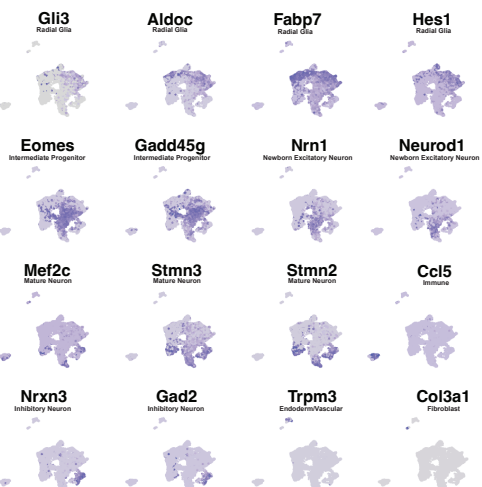 Gli3 Aldoc Fabp7 Hes1
Radial Glia Radial Glia Radial Glia Radial Glia
Eomes Gadd45g Nrn1 Neurod1
Intermediate Progenitor Intermediate Progenitor Newborn Excitatory Neuron Newborn Excitatory Neuron
Mef2c Stmn3 Stmn2 Ccl5
Mature Neuron Mature Neuron Mature Neuron Immune
Nrxn3 Gad2 Trpm3 Col3a1
Inhibitory Neuron Inhibitory Neuron Endoderm/Vascular Fibroblast